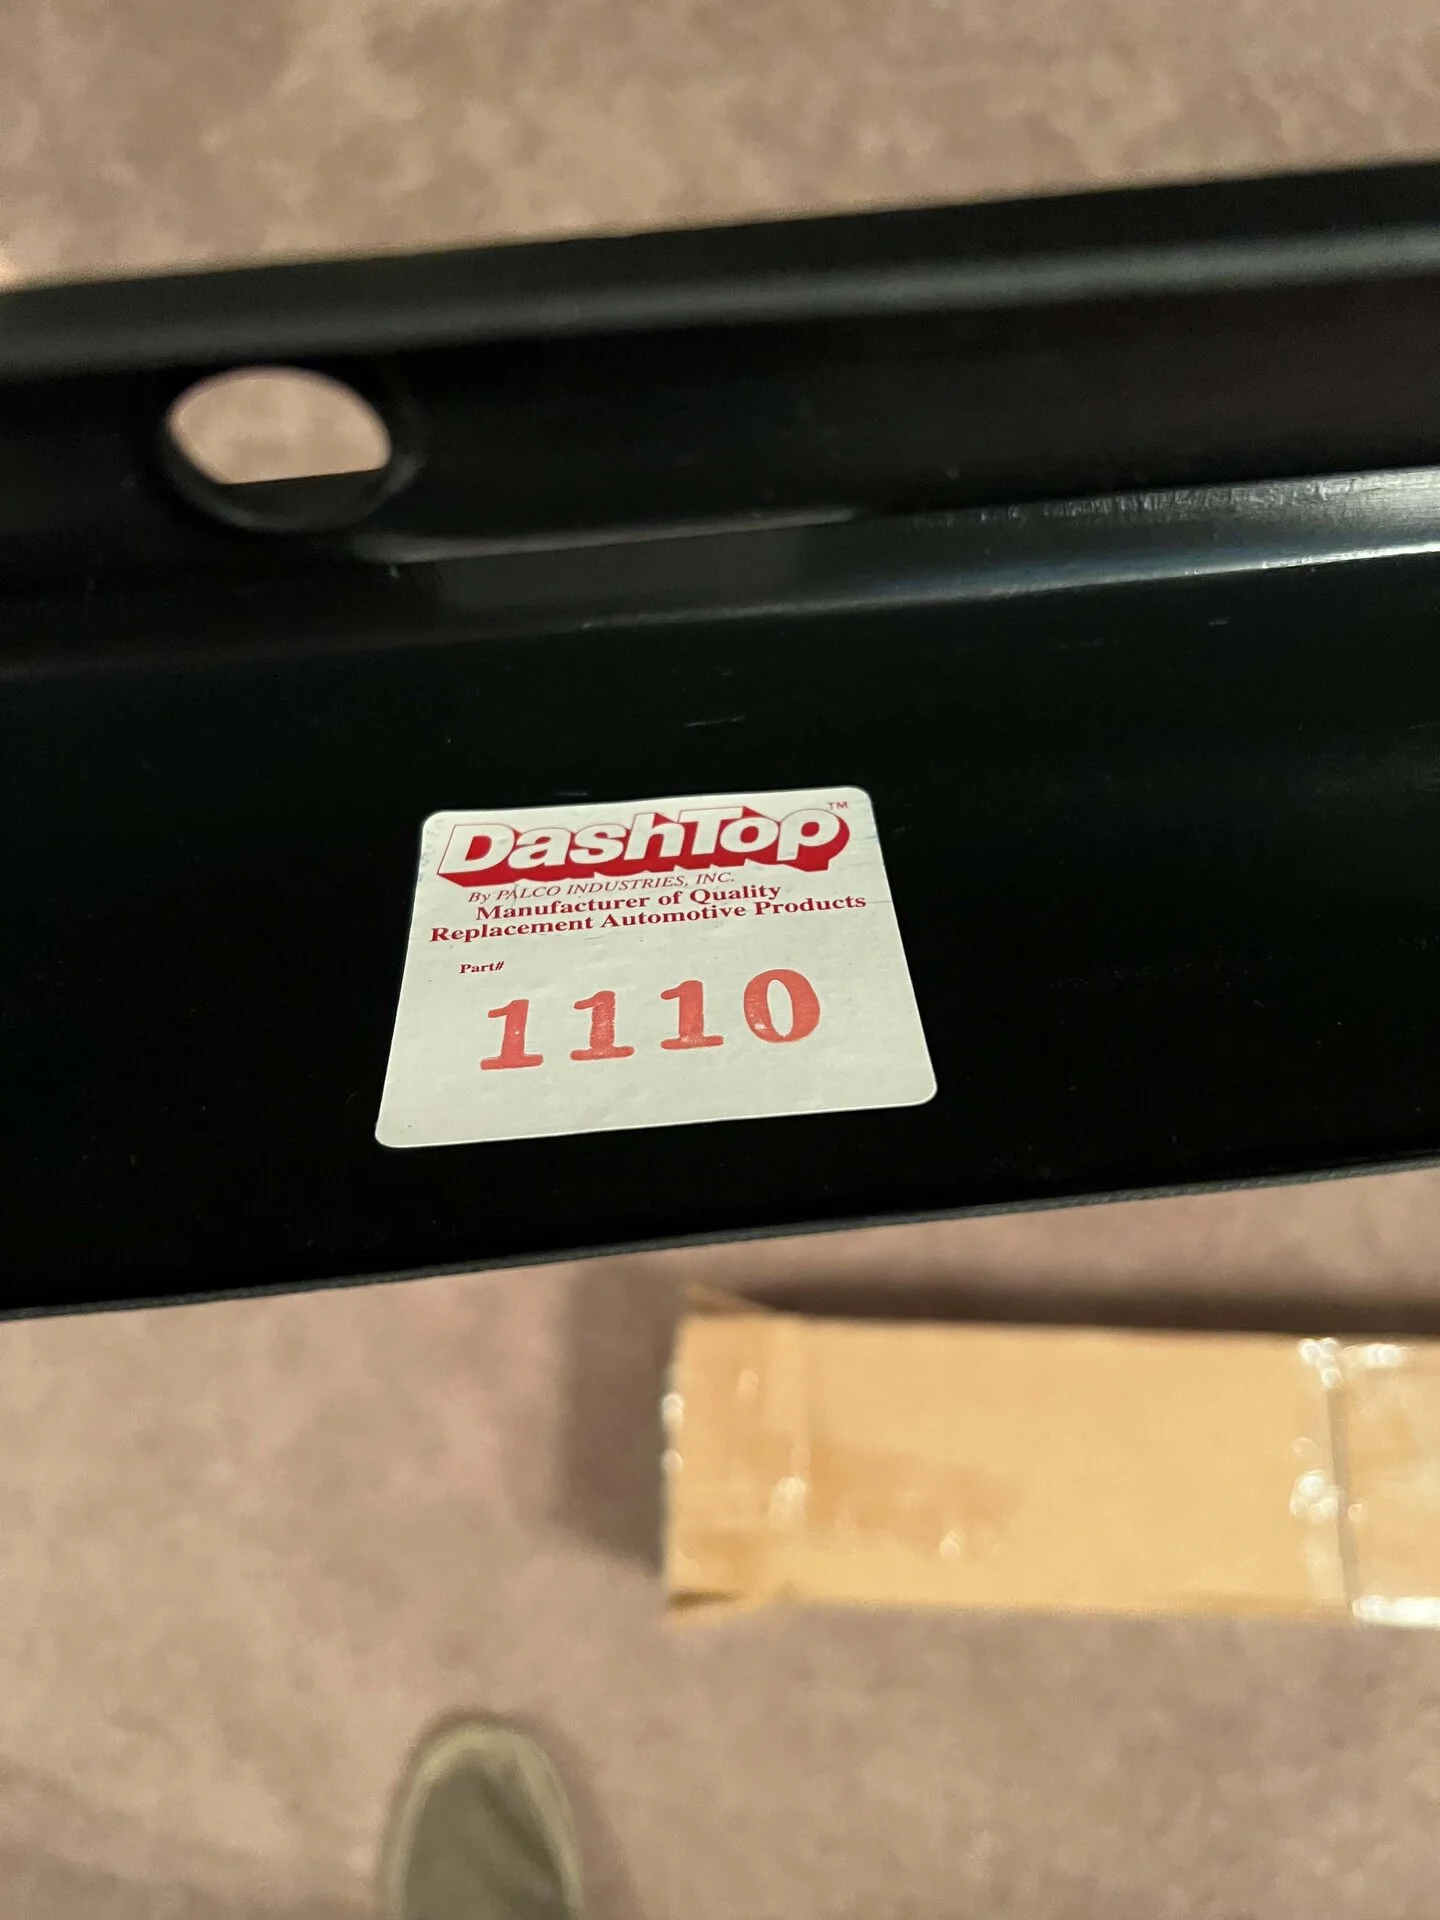 DashTop™
By PALCO INDUSTRIES, INC.
Manufacturer of Quality
Replacement Automotive Products
Part#
1110